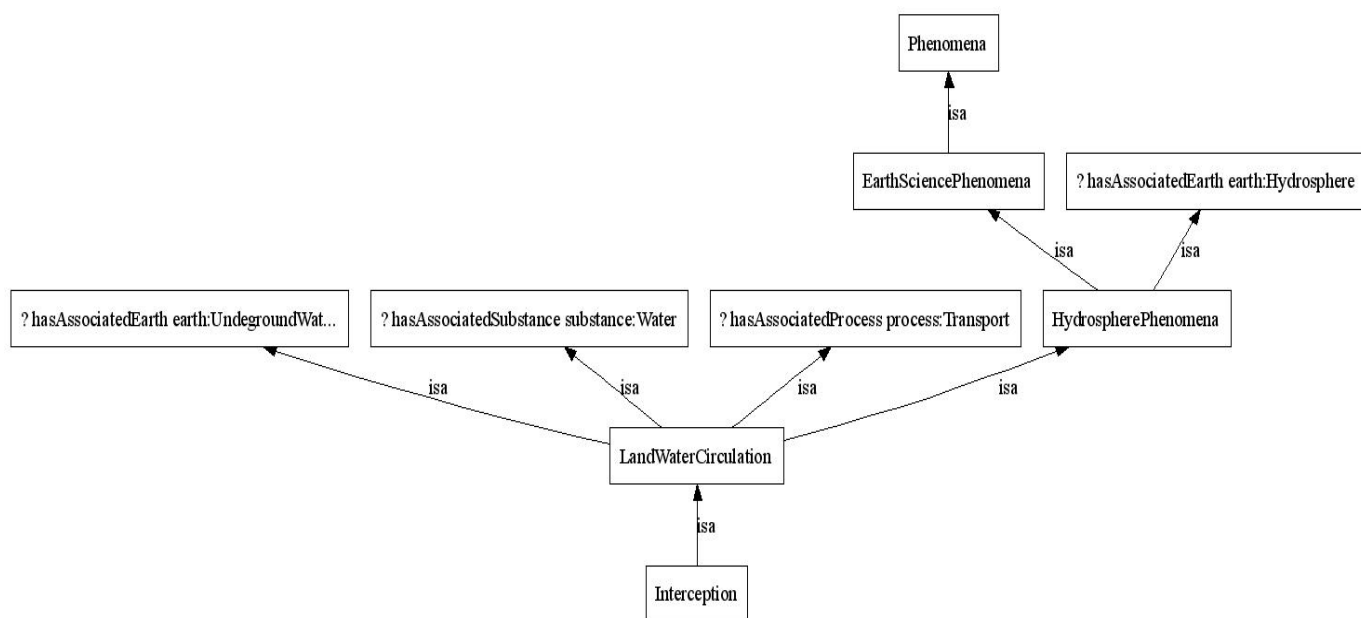 Phenomena
isa
EarthSciencePhenomena
? hasAssociatedEarth earth:Hydrosphere
isa
isa
? hasAssociatedEarth earth:UndegroundWat...
? hasAssociatedSubstance substance:Water
? hasAssociatedProcess process:Transport
HydrospherePhenomena
isa
isa
isa
isa
LandWaterCirculation
isa
Interception